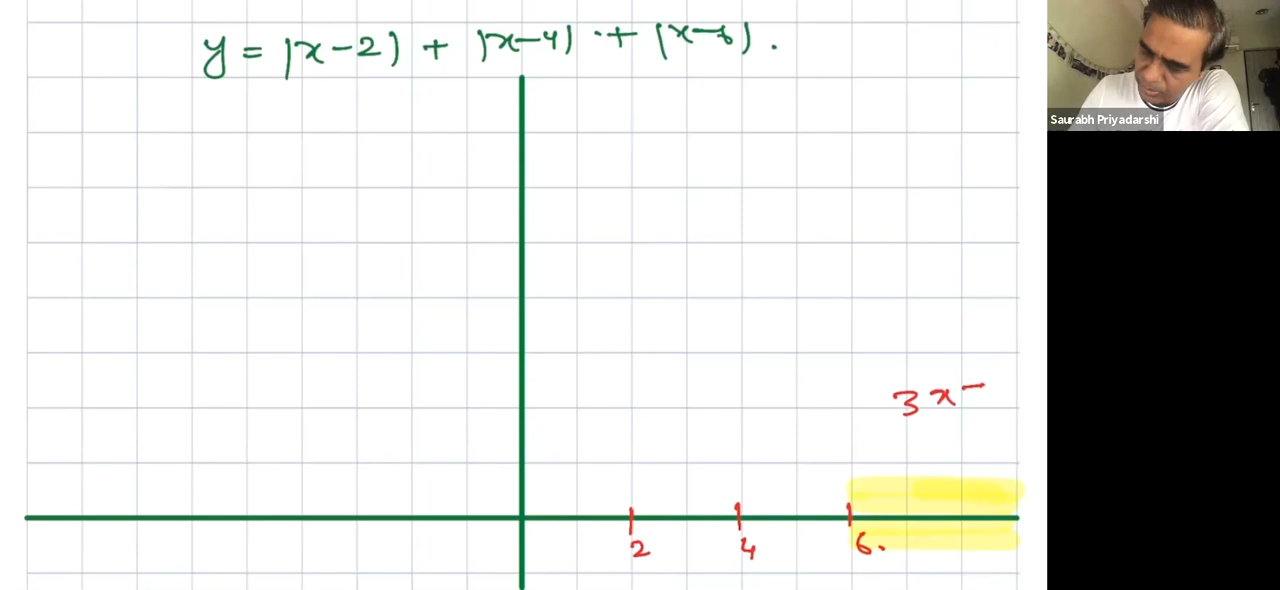 y = |x-2| + |x-4| + |x-6|.
Saurabh Priyadarshi
3x-
2 4 6.